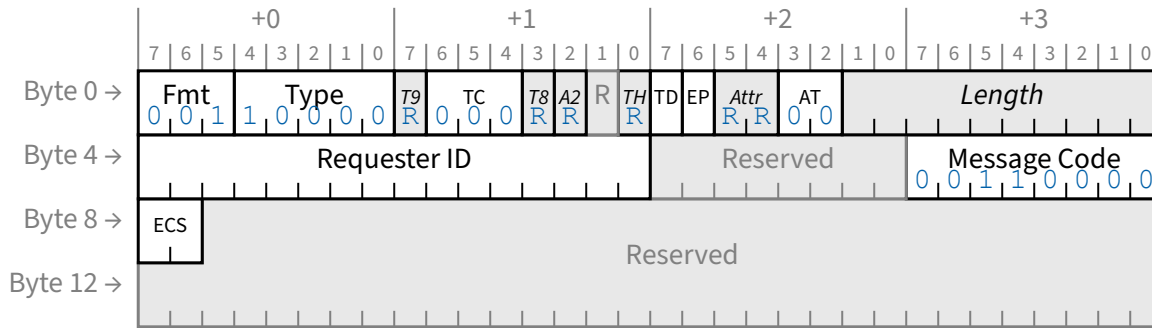 +0 +1 +2 +3
7 6 5 4 3 2 1 0 7 6 5 4 3 2 1 0 7 6 5 4 3 2 1 0 7 6 5 4 3 2 1 0
Byte 0 → Fmt Type T9 TC T8 A2 R TH TD EP Attr AT Length
0 0 1 1 0 0 0 0 R 0 0 0 R R R R R 0 0
Byte 4 → Requester ID Reserved Message Code
0 0 1 1 0 0 0 0
Byte 8 → ECS
Reserved
Byte 12 →